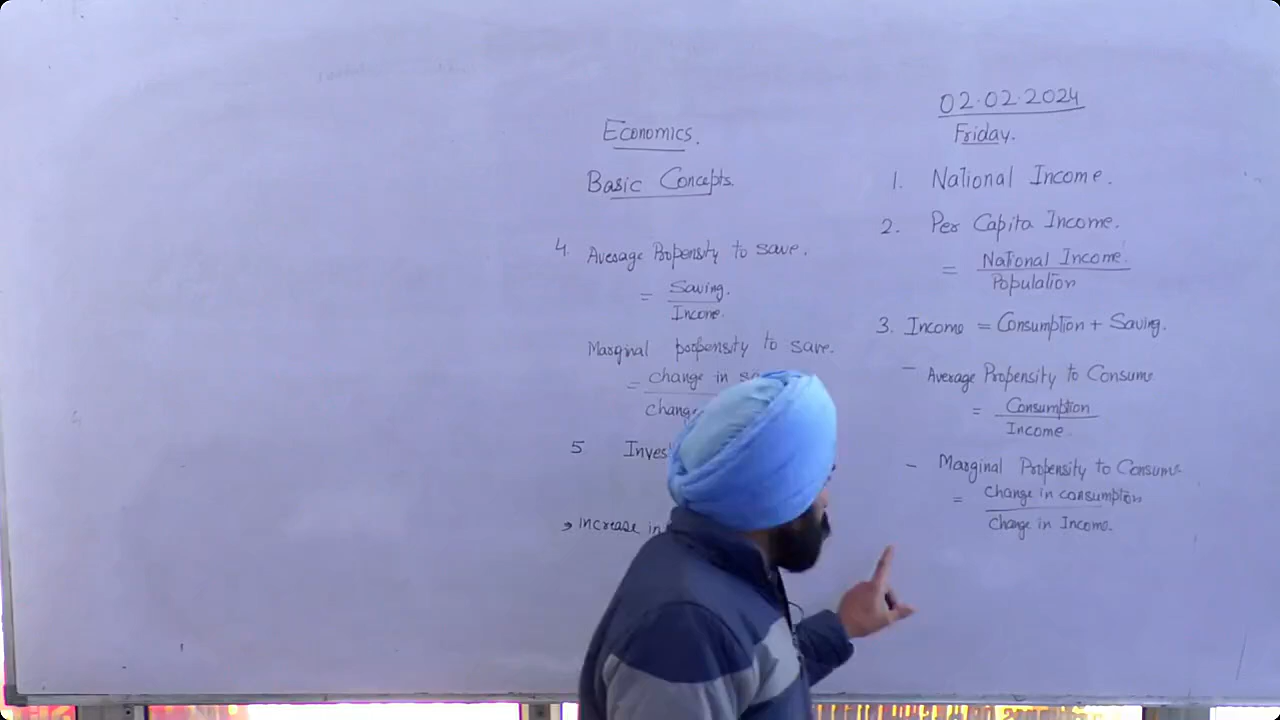 Economics.
Basic Concepts.
02.02.2024
Friday.
1. National Income.
2. Per Capita Income.
= National Income
Population
3. Income = Consumption + Saving.
- Average Propensity to Consume
= Consumption
Income
- Marginal Propensity to Consume
= change in consumption
Change in Income.
4. Average Propensity to save.
= Saving.
Income.
Marginal propensity to save.
= change in
change
5
Increase in